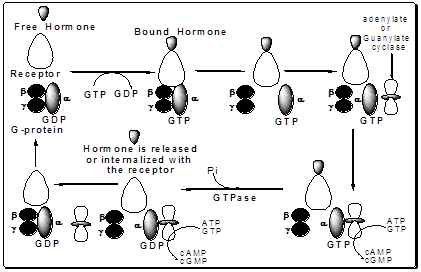 Free Hormone
Bound Hormone
adenylate
or
Guanylate
cyclase
Receptor
β
γ
α
GDP
G-protein
GTP GDP
β
γ
α
GTP
β
γ
α
GTP
β
γ
α
GTP
Hormone is released
or internalized with
the receptor
Pi
GTPase
β
γ
α
GDP
β
γ
α
GDP
ATP
GTP
cAMP
cGMP
β
γ
α
GTP
ATP
GTP
cAMP
cGMP